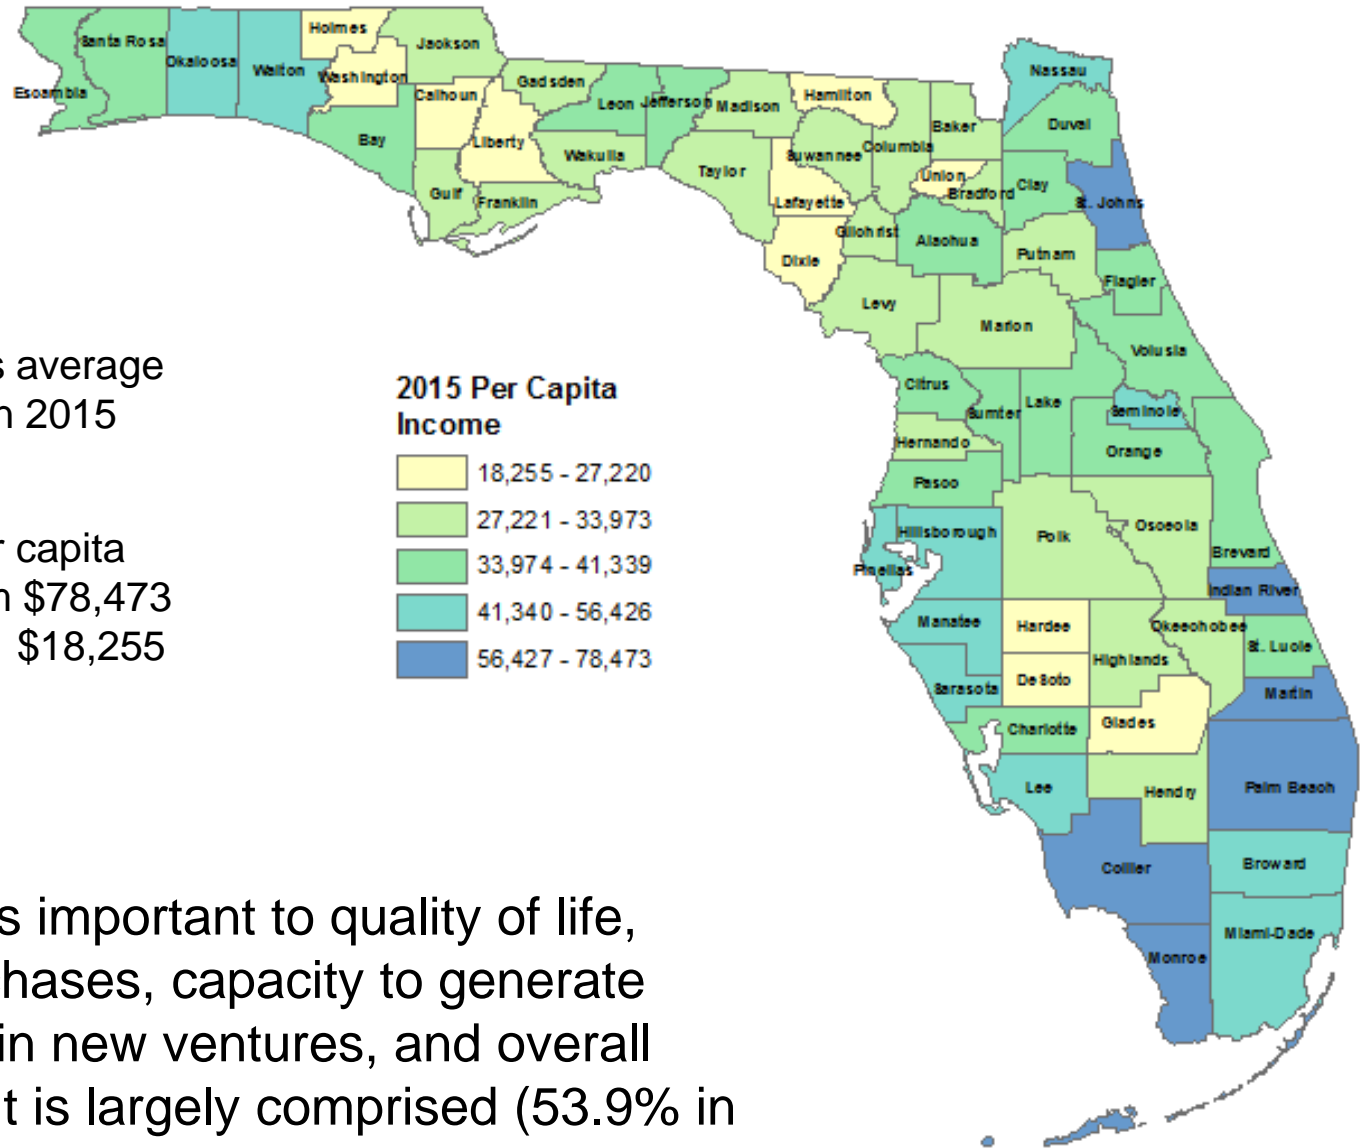 Holmes
Jackson
Santa Rosa
Okaloosa
Walton
Washington
Escambia
Calhoun
Bay
Liberty
Gulf
Franklin
Gadsden
Leon
Jefferson
Madison
Hamilton
Wakulla
Taylor
Suwannee
Columbia
Baker
Nassau
Duval
Union
Bradford
Clay
St. Johns
Lafayette
Gilchrist
Alachua
Putnam
Dixie
Flagler
Levy
Marion
Volusia
s average
n 2015
r capita
n $78,473
$18,255
2015 Per Capita
Income
18,255 - 27,220
27,221 - 33,973
33,974 - 41,339
41,340 - 56,426
56,427 - 78,473
Citrus
Sumter
Lake
Seminole
Hernando
Orange
Pasco
Hillsborough
Polk
Osceola
Brevard
Pinellas
Indian River
Manatee
Hardee
Okeechobee
Highlands
St. Lucie
Sarasota
DeSoto
Martin
Charlotte
Glades
Lee
Hendry
Palm Beach
Collier
Broward
Miami-Dade
Monroe
s important to quality of life,
hases, capacity to generate
in new ventures, and overall
t is largely comprised (53.9% in